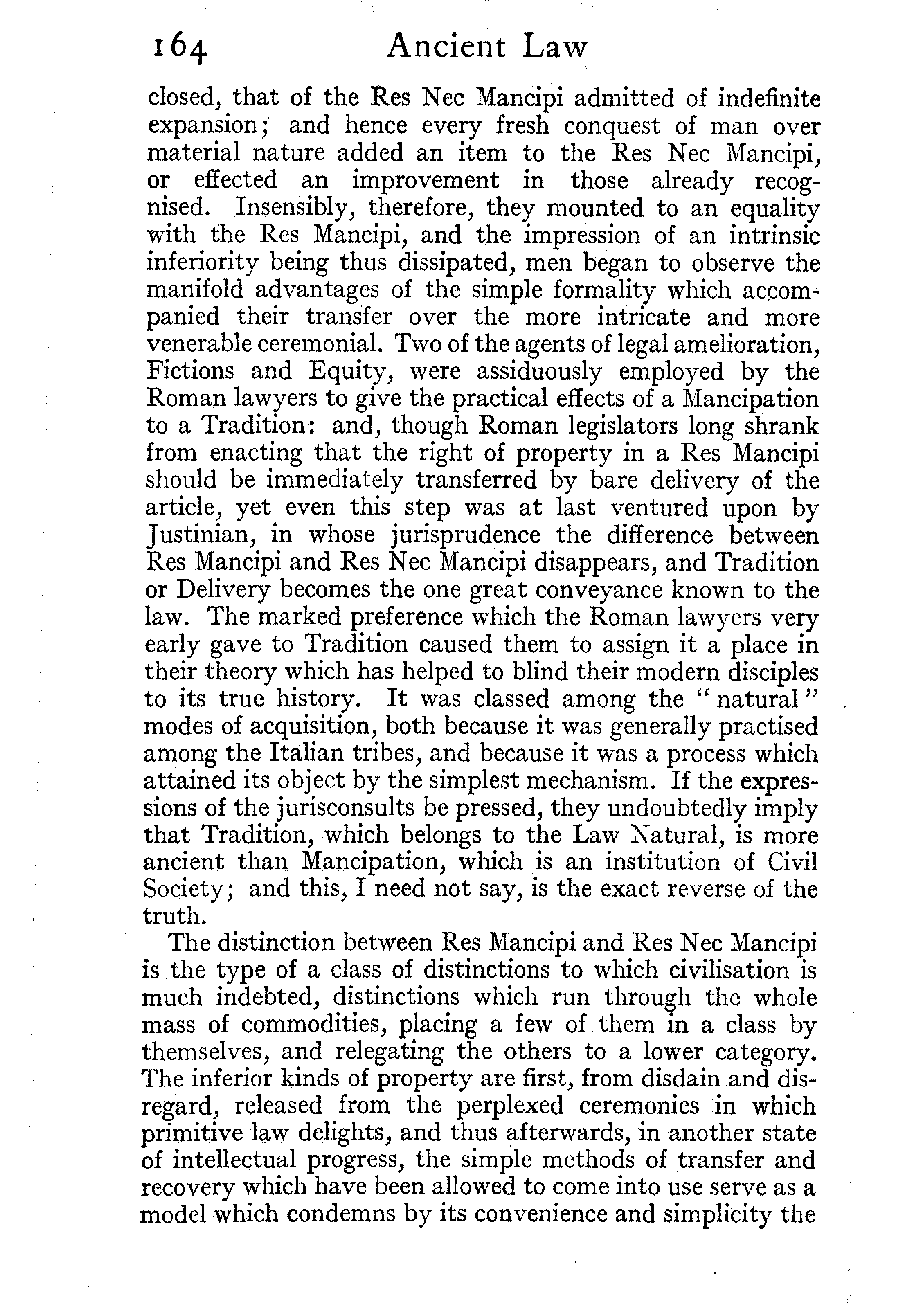 164 Ancient Law
closed, that of the Res Nec Mancipi admitted of indefinite
expansion; and hence every fresh conquest of man over
material nature added an item to the Res Nec Mancipi,
or effected an improvement in those already recog-
nised. Insensibly, therefore, they mounted to an equality
with the Res Mancipi, and the impression of an intrinsic
inferiority being thus dissipated, men began to observe the
manifold advantages of the simple formality which accom-
panied their transfer over the more intricate and more
venerable ceremonial. Two of the agents of legal amelioration,
Fictions and Equity, were assiduously employed by the
Roman lawyers to give the practical effects of a Mancipation
to a Tradition: and, though Roman legislators long shrank
from enacting that the right of property in a Res Mancipi
should be immediately transferred by bare delivery of the
article, yet even this step was at last ventured upon by
Justinian, in whose jurisprudence the difference between
Res Mancipi and Res Nec Mancipi disappears, and Tradition
or Delivery becomes the one great conveyance known to the
law. The marked preference which the Roman lawyers very
early gave to Tradition caused them to assign it a place in
their theory which has helped to blind their modern disciples
to its true history. It was classed among the "natural"
modes of acquisition, both because it was generally practised
among the Italian tribes, and because it was a process which
attained its object by the simplest mechanism. If the expres-
sions of the jurisconsults be pressed, they undoubtedly imply
that Tradition, which belongs to the Law Natural, is more
ancient than Mancipation, which is an institution of Civil
Society; and this, I need not say, is the exact reverse of the
truth.
The distinction between Res Mancipi and Res Nec Mancipi
is the type of a class of distinctions to which civilisation is
much indebted, distinctions which run through the whole
mass of commodities, placing a few of them in a class by
themselves, and relegating the others to a lower category.
The inferior kinds of property are first, from disdain and dis-
regard, released from the perplexed ceremonies in which
primitive law delights, and thus afterwards, in another state
of intellectual progress, the simple methods of transfer and
recovery which have been allowed to come into use serve as a
model which condemns by its convenience and simplicity the